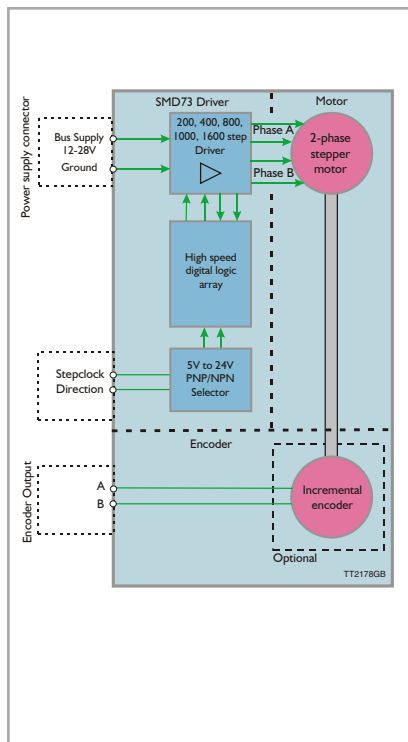 SMD73 Driver
Motor
Power supply connector
Bus Supply
12-28V
Ground
200, 400, 800,
1000, 1600 step
Driver
Phase A
Phase B
2-phase
stepper
motor
High speed
digital logic
array
Stepclock
Direction
5V to 24V
PNP/NPN
Selector
Encoder
Encoder Output
A
B
Incremental
encoder
Optional
TT2178GB